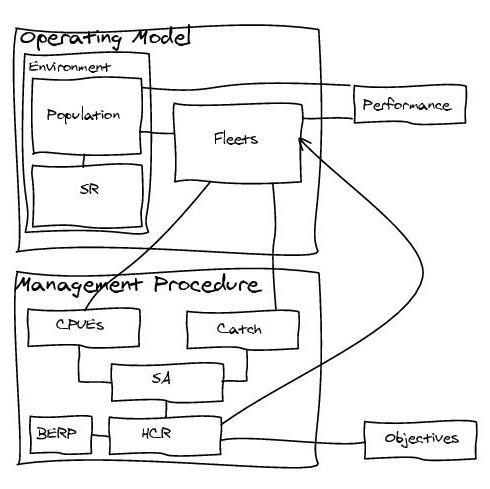 Operating Model
Environment
Population
SR
Fleets
Performance
Management Procedure
CPUEs
Catch
SA
BERP
HCR
Objectives